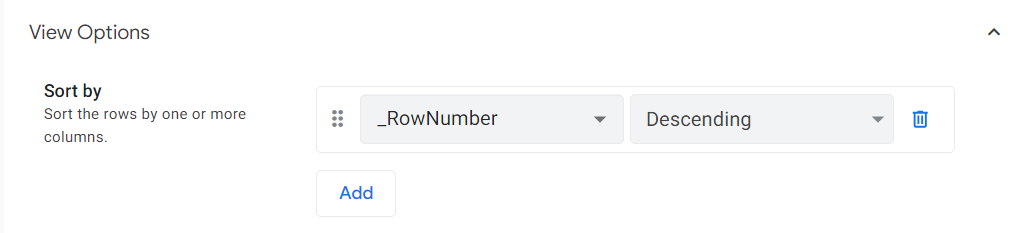 View Options
Sort by
Sort the rows by one or more
columns.
_RowNumber
Descending
Add